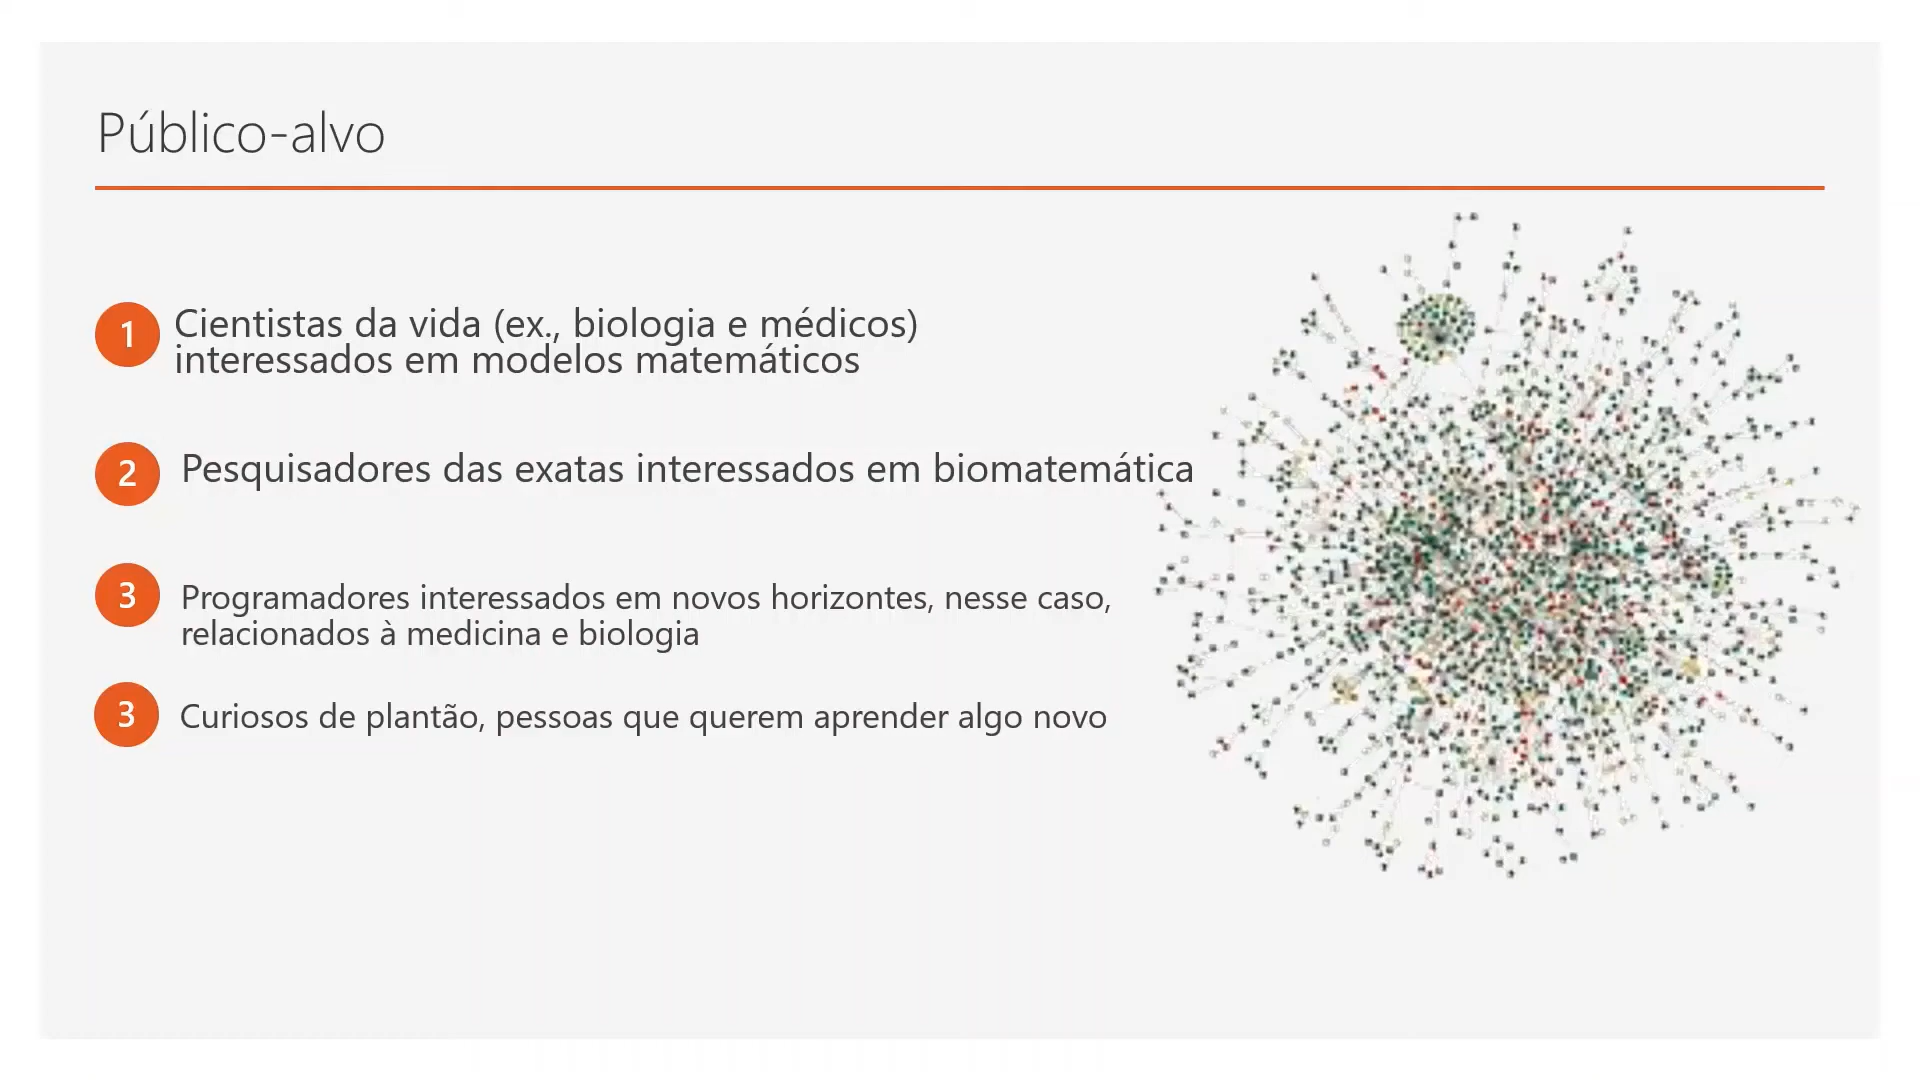 Público-alvo
1
Cientistas da vida (ex., biologia e médicos)
interessados em modelos matemáticos
2
Pesquisadores das exatas interessados em biomatemática
3
Programadores interessados em novos horizontes, nesse caso,
relacionados à medicina e biologia
3
Curiosos de plantão, pessoas que querem aprender algo novo